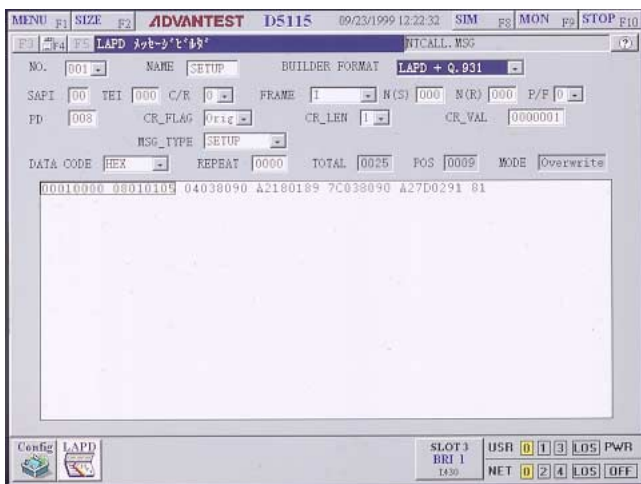 MENU F1 SIZE F2 ADVANTEST D5115 09/23/1999 12:22:32 SIM F8 MON F9 STOP F10
F3 F4 F5 LAPD ﾒｯｾｰｼﾞﾋﾞﾙﾀﾞ NTCALL.MSG (?)
NO. 001 NAME SETUP BUILDER FORMAT LAPD + Q.931
SAPI 00 TEI 000 C/R 0 FRAME I N(S) 000 N(R) 000 P/F 0
PD 008 CR_FLAG Orig CR_LEN 1 CR_VAL 0000001
MSG_TYPE SETUP
DATA CODE HEX REPEAT 0000 TOTAL 0025 POS 0009 MODE Overwrite
00010000 08010105 04038090 A2180189 7C038090 A27D0291 81
Config LAPD SLOT3 BRI 1 I430 USR 0 1 3 LOS PWR
NET 0 2 4 LOS OFF